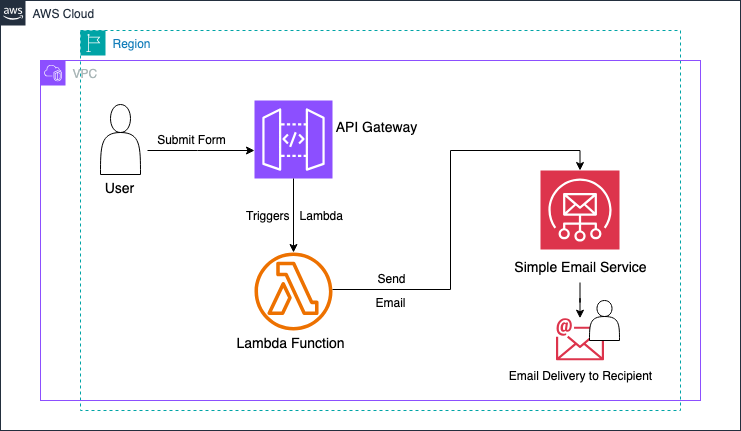 aws
AWS Cloud
Region
VPC
Submit Form
</>
API Gateway
User
Triggers Lambda
Send
Email
Lambda Function
Simple Email Service
@
Email Delivery to Recipient